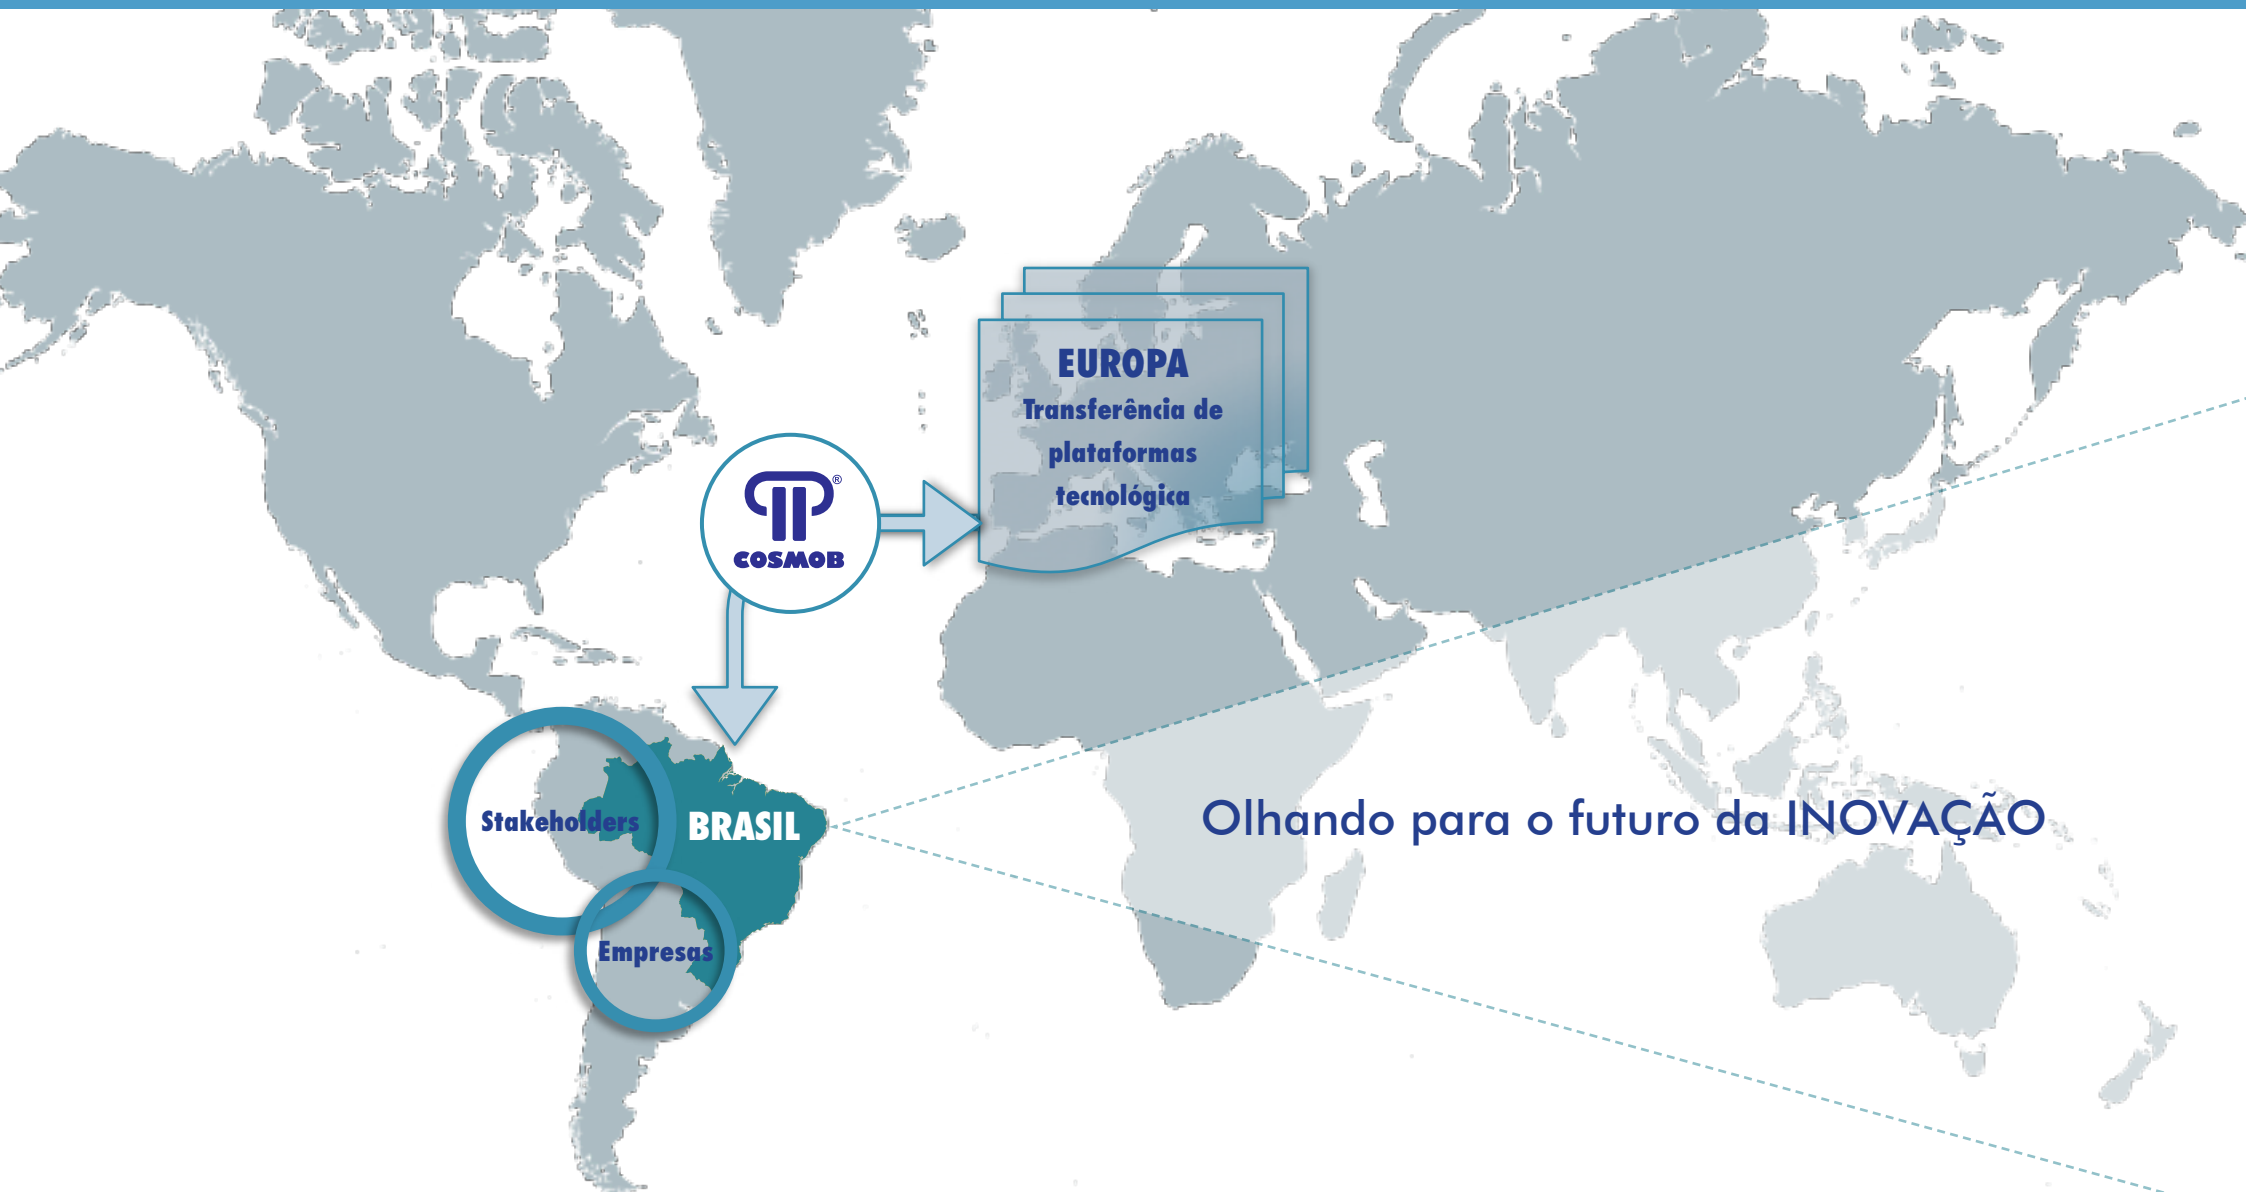 EUROPA
Transferência de
plataformas
tecnológica
®
COSMOB
Stakeholders
BRASIL
Olhando para o futuro da INOVAÇÃO
Empresas